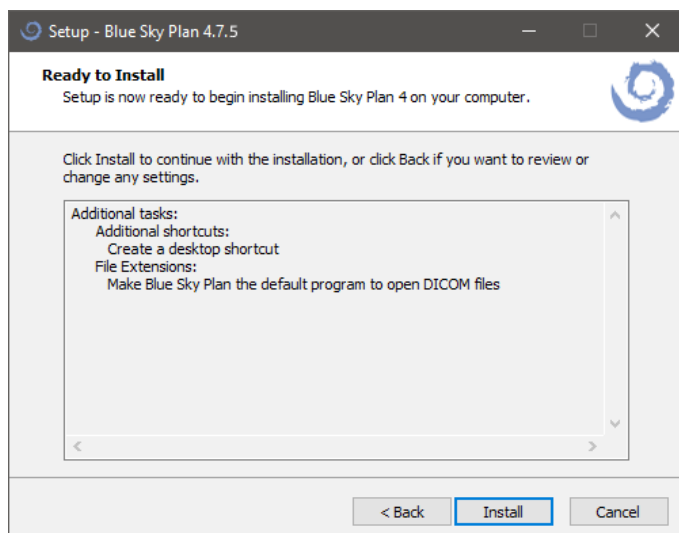 Setup - Blue Sky Plan 4.7.5
Ready to Install
Setup is now ready to begin installing Blue Sky Plan 4 on your computer.
Click Install to continue with the installation, or click Back if you want to review or
change any settings.
Additional tasks:
Additional shortcuts:
Create a desktop shortcut
File Extensions:
Make Blue Sky Plan the default program to open DICOM files
< Back
Install
Cancel